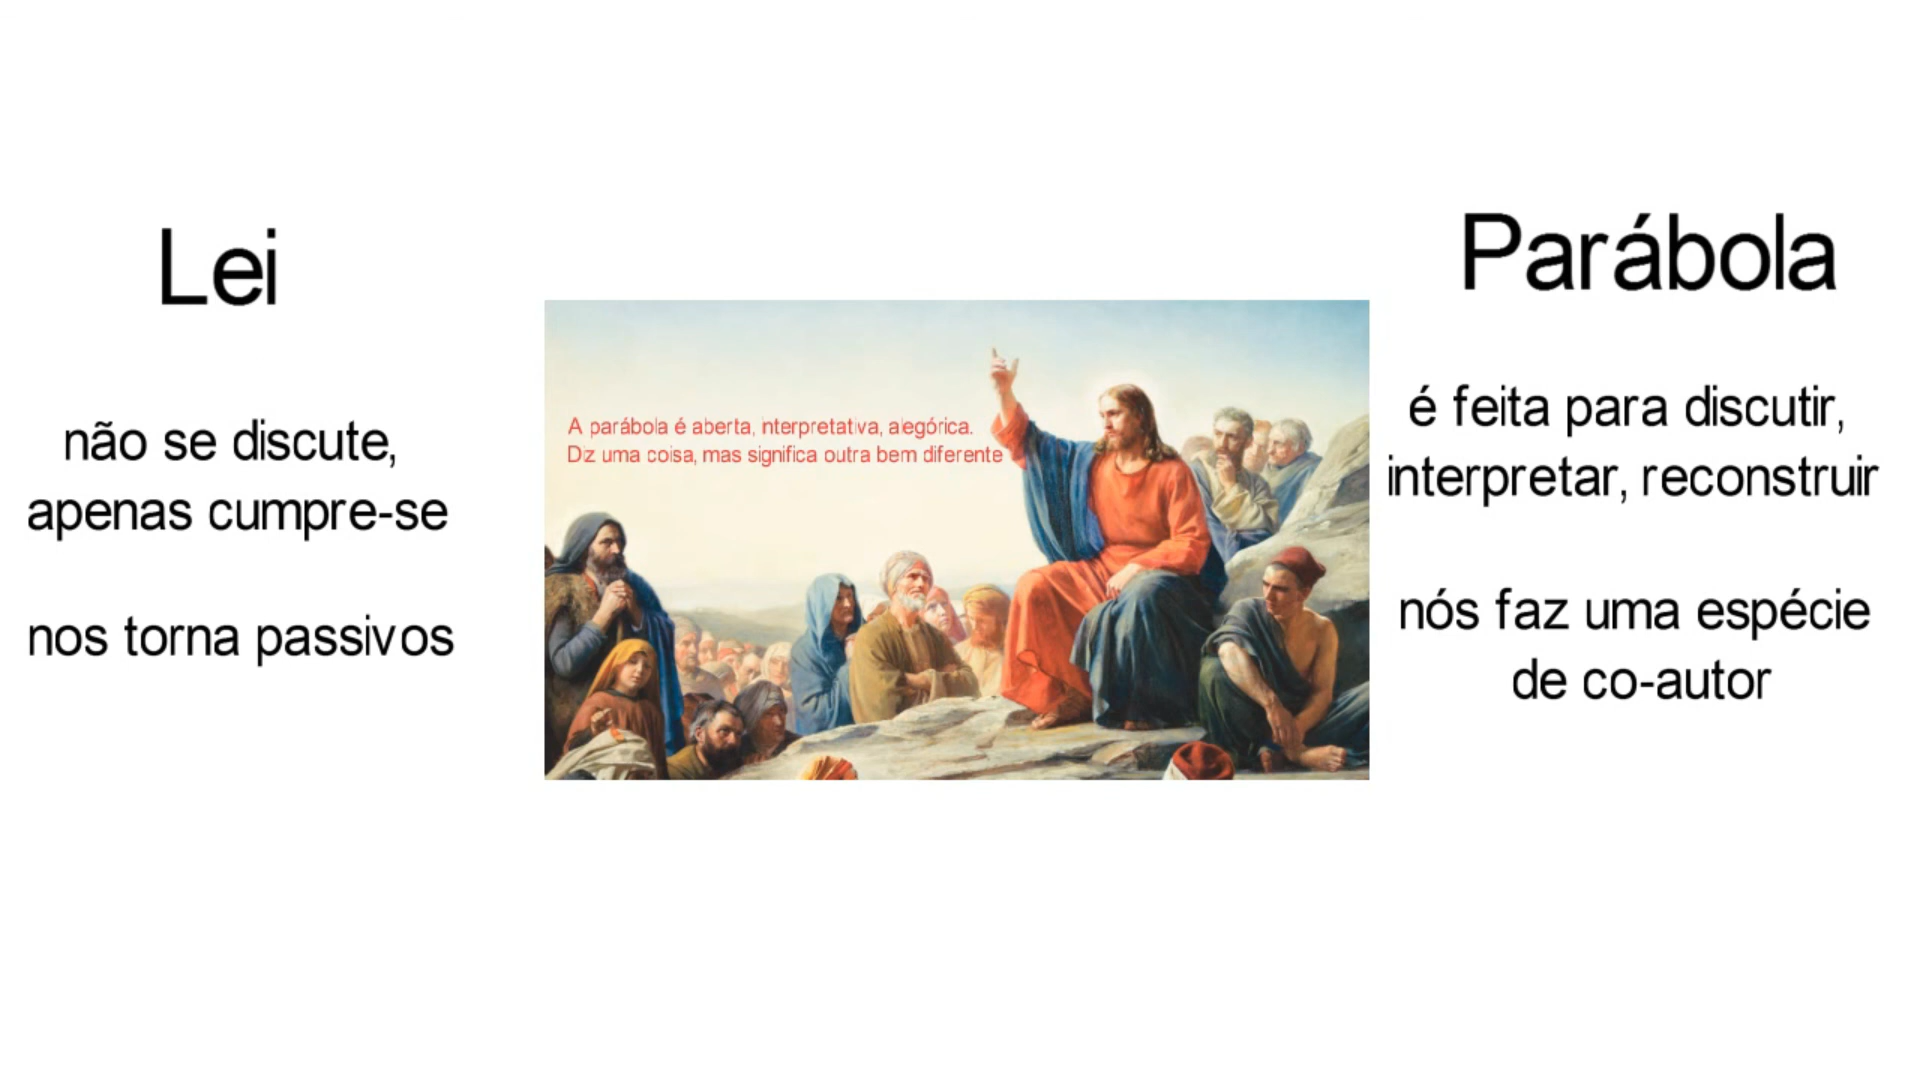 Lei
não se discute,
apenas cumpre-se
nos torna passivos
A parábola é aberta, interpretativa, alegórica.
Diz uma coisa, mas significa outra bem diferente
Parábola
é feita para discutir,
interpretar, reconstruir
nós faz uma espécie
de co-autor